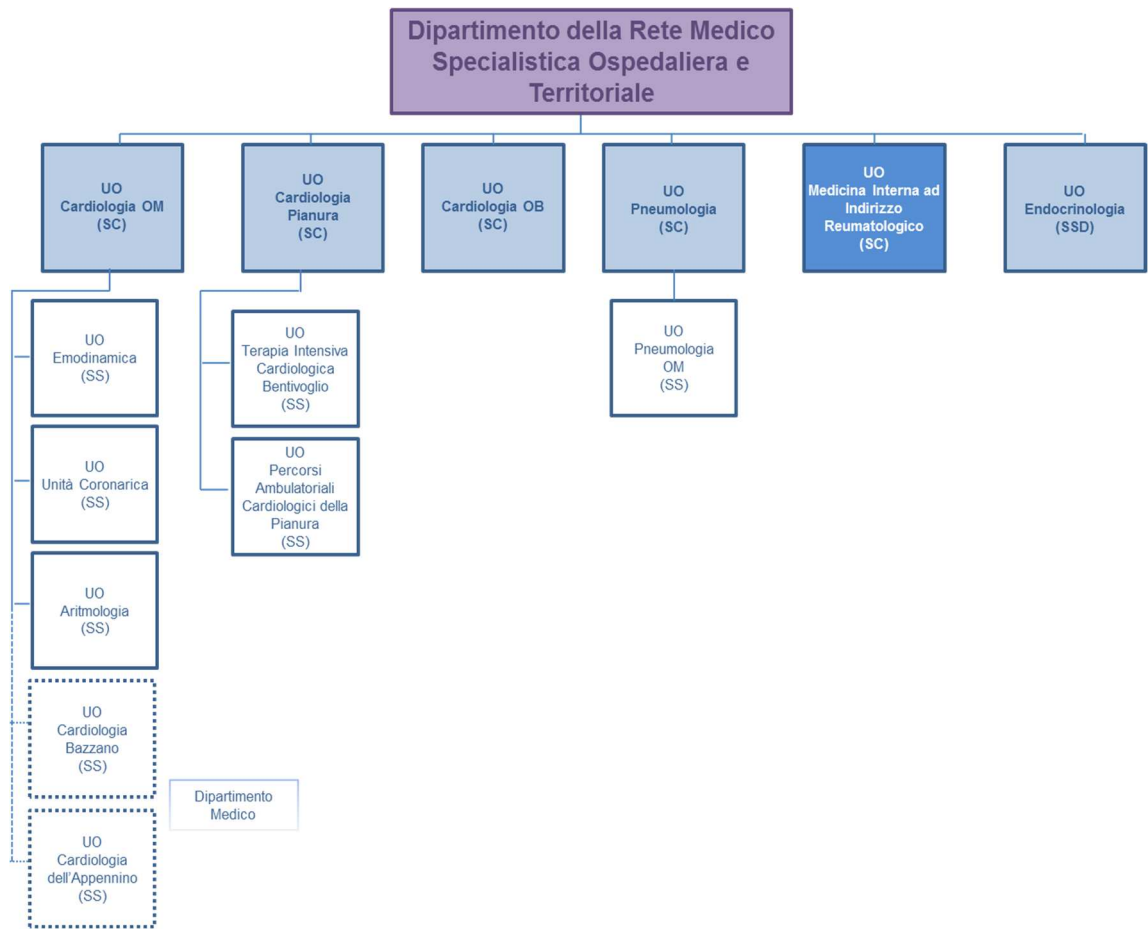 Dipartimento della Rete Medico
Specialistica Ospedaliera e
Territoriale
UO
Cardiologia OM
(SC)
UO
Cardiologia
Pianura
(SC)
UO
Cardiologia OB
(SC)
UO
Pneumologia
(SC)
UO
Medicina Interna ad
Indirizzo
Reumatologico
(SC)
UO
Endocrinologia
(SSD)
UO
Emodinamica
(SS)
UO
Unità Coronarica
(SS)
UO
Aritmologia
(SS)
UO
Cardiologia
Bazzano
(SS)
UO
Cardiologia
dell'Appennino
(SS)
UO
Terapia Intensiva
Cardiologica
Bentivoglio
(SS)
UO
Percorsi
Ambulatoriali
Cardiologici della
Pianura
(SS)
UO
Pneumologia
OM
(SS)
Dipartimento
Medico